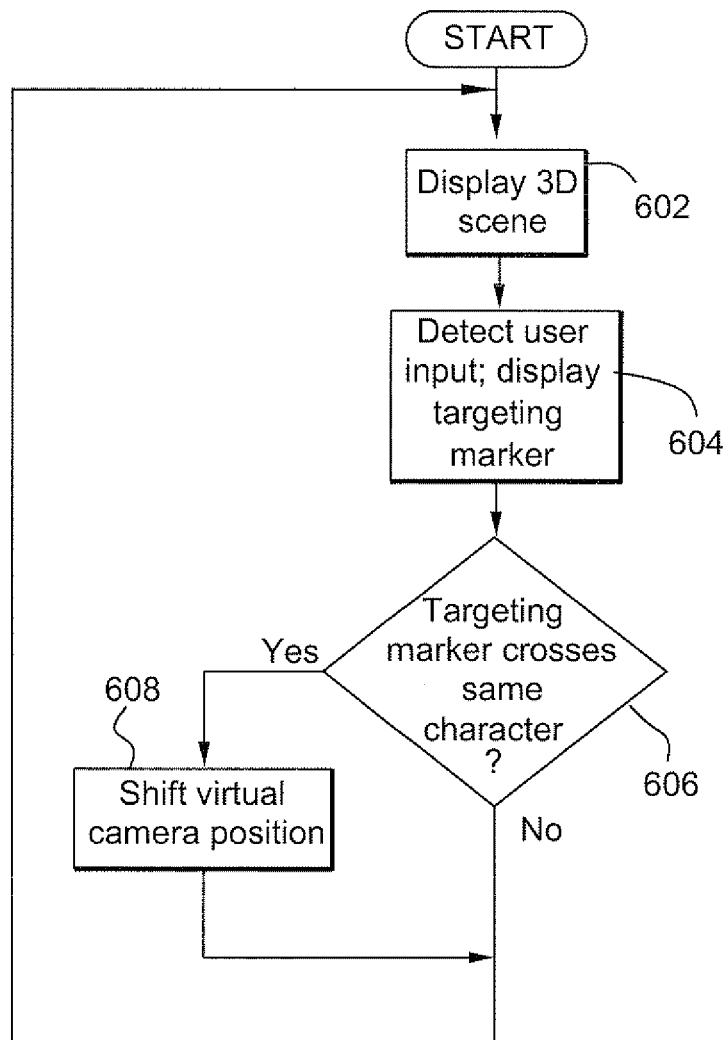 START
Display 3D
scene
602
Detect user
input; display
targeting
marker
604
Targeting
marker crosses
same
character
?
Yes
606
608
Shift virtual
camera position
No